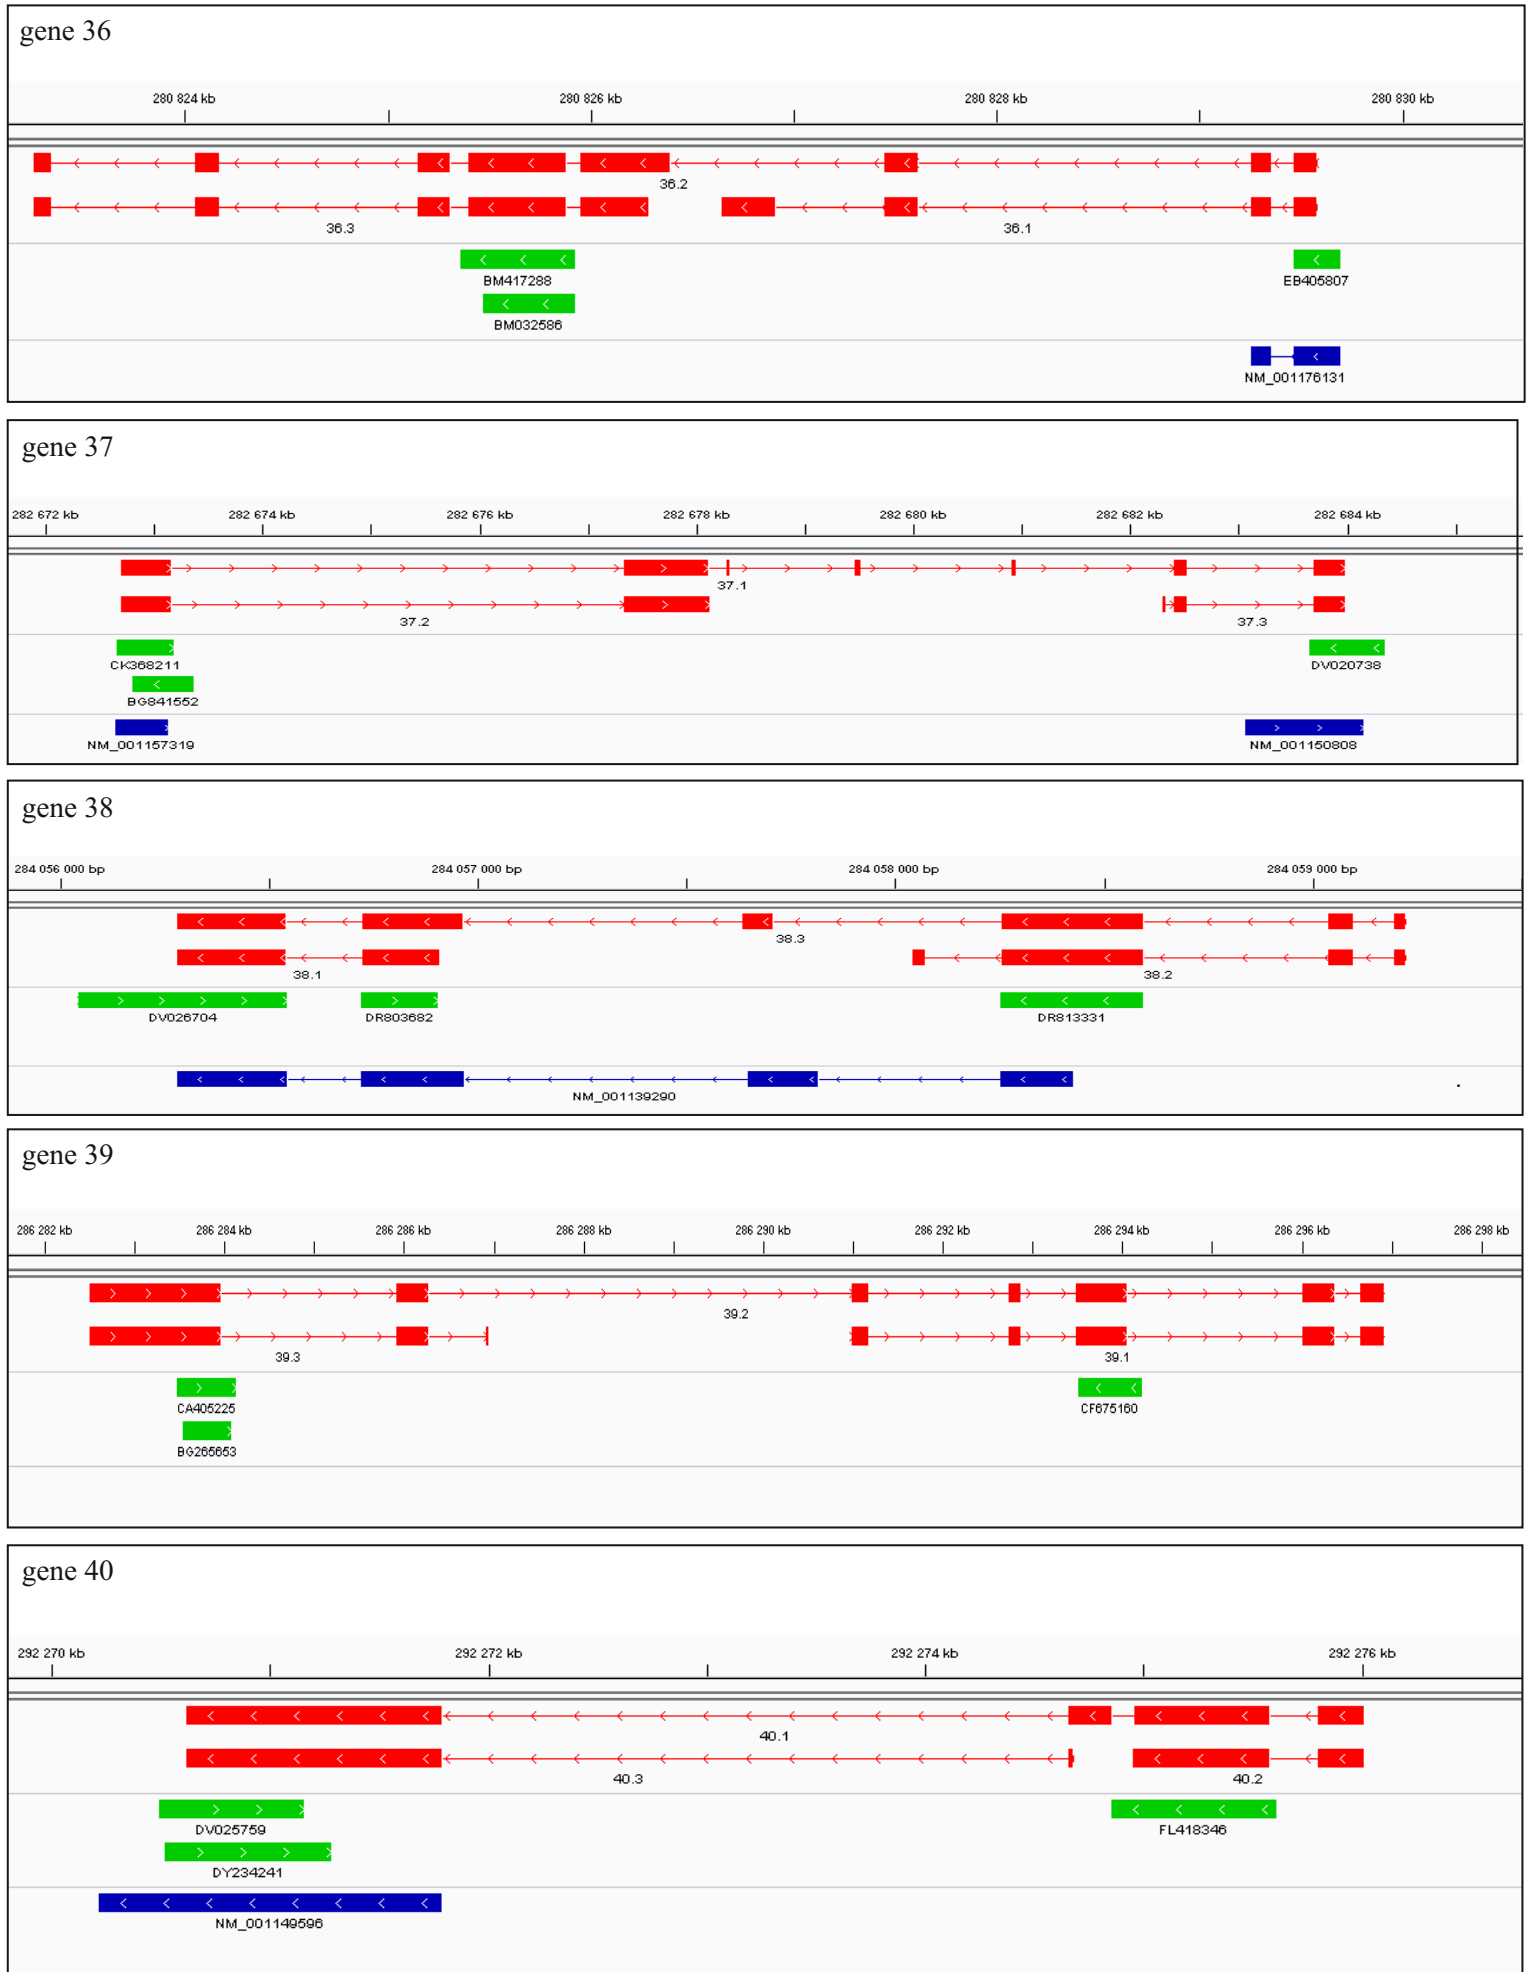 gene 36
280 824 kb 280 826 kb 280 828 kb 280 830 kb
36.2
36.3 36.1
BM417288 EB405807
BM032586
NM_001176131
gene 37
282 672 kb 282 674 kb 282 676 kb 282 678 kb 282 680 kb 282 682 kb 282 684 kb
37.1
37.2 37.3
CK368211 DV020738
BG841552
NM_001157319 NM_001150808
gene 38
284 056 000 bp 284 057 000 bp 284 058 000 bp 284 059 000 bp
38.3
38.1 38.2
DV026704 DR803682 DR813331
NM_001139290
gene 39
286 282 kb 286 284 kb 286 286 kb 286 288 kb 286 290 kb 286 292 kb 286 294 kb 286 296 kb 286 298 kb
39.2
39.3 39.1
CA405225 CF675160
BG265653
gene 40
292 270 kb 292 272 kb 292 274 kb 292 276 kb
40.1
40.3 40.2
DV025759 FL418346
DY234241
NM_001149596